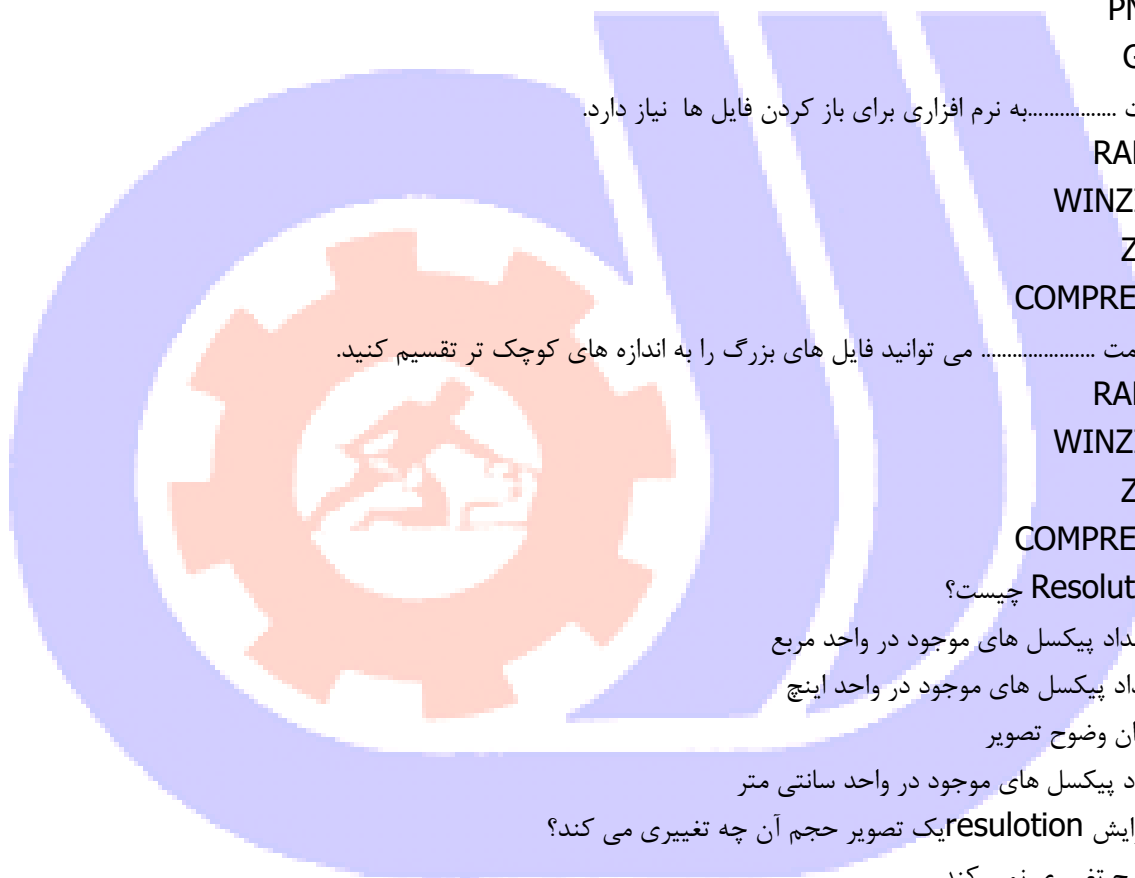 PN
G
ت ................به نرم افزاری برای باز کردن فایل ها نیاز دارد.
RA
WINZ
Z
COMPRE
مت ..................... می توانید فایل های بزرگ را به اندازه های کوچک تر تقسیم کنید.
RA
WINZ
Z
COMPRE
Resolut چیست؟
داد پیکسل های موجود در واحد مربع
داد پیکسل های موجود در واحد اینچ
ان وضوح تصویر
د پیکسل های موجود در واحد سانتی متر
ایش resulotionیک تصویر حجم آن چه تغییری می کند؟